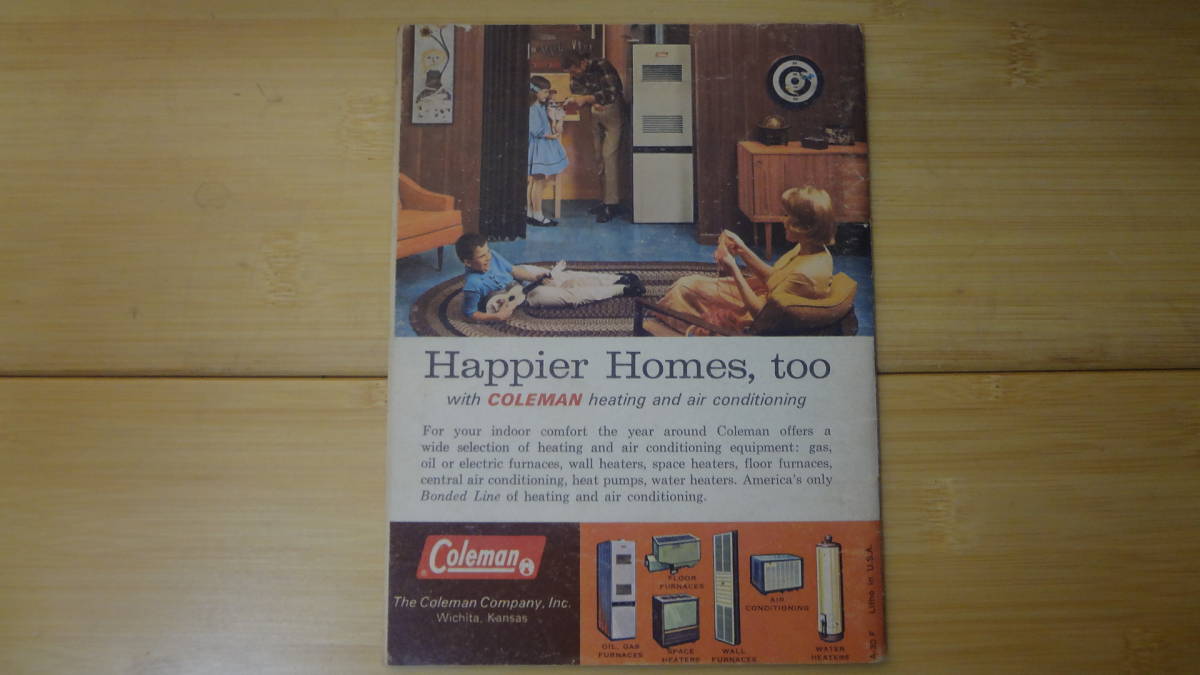 Happier Homes, too
with COLEMAN heating and air conditioning
For your indoor comfort the year around Coleman offers a
wide selection of heating and air conditioning equipment: gas,
oil or electric furnaces, wall heaters, space heaters, floor furnaces,
central air conditioning, heat pumps, water heaters. America's only
Bonded Line of heating and air conditioning.
Coleman
The Coleman Company, Inc.
Wichita, Kansas
OIL, GAS
FURNACES
FLOOR
FURNACES
SPACE
HEATERS
WALL
FURNACES
AIR
CONDITIONING
WATER
HEATERS
Litho in U.S.A.